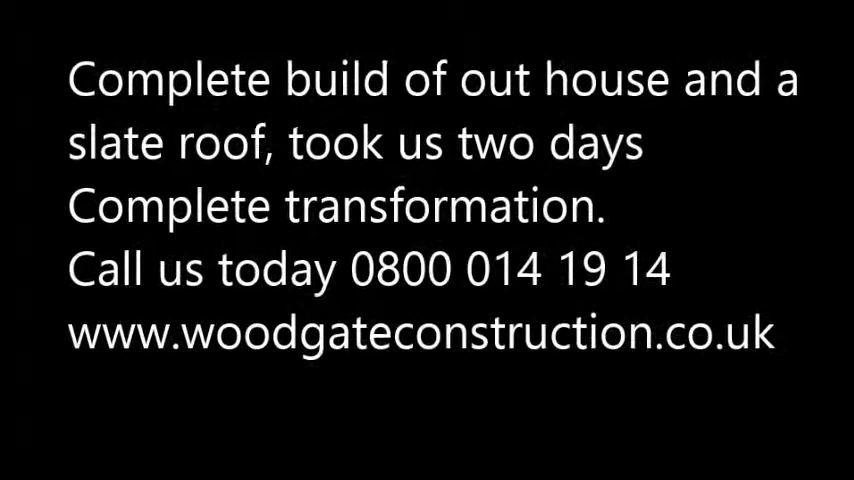 Complete build of out house and a
slate roof, took us two days
Complete transformation.
Call us today 0800 014 19 14
www.woodgateconstruction.co.uk